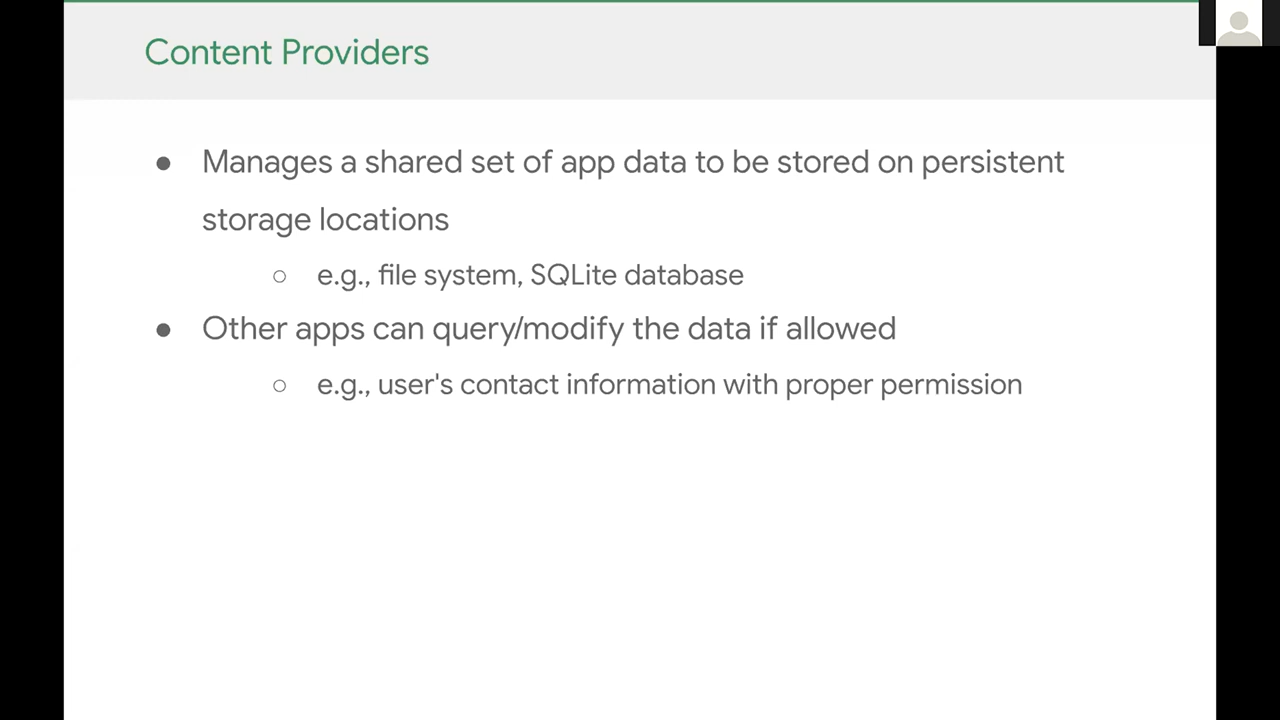 Content Providers
● Manages a shared set of app data to be stored on persistent
storage locations
○ e.g., file system, SQLite database
● Other apps can query/modify the data if allowed
○ e.g., user's contact information with proper permission